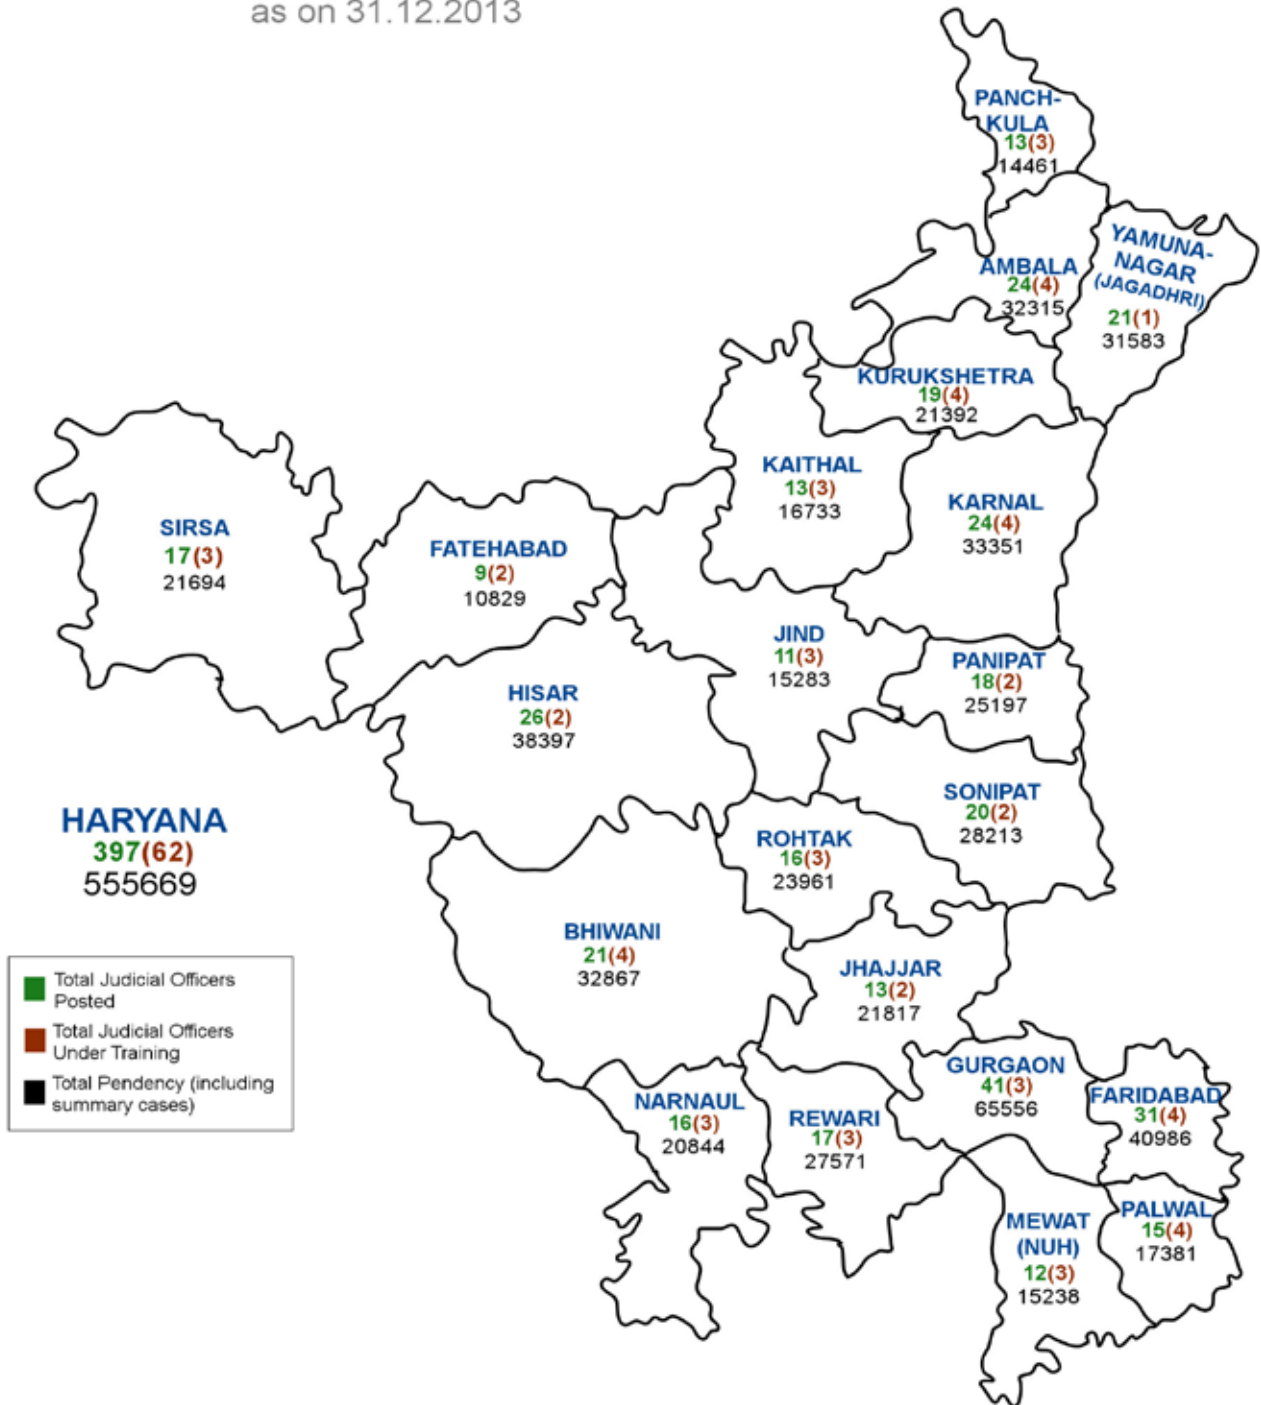 as on 31.12.2013
PANCH-
KULA
13(3)
14461
YAMUNA-
NAGAR
(JAGADHRI)
21(1)
31583
AMBALA
24(4)
32315
KURUKSHETRA
19(4)
21392
KAITHAL
13(3)
16733
KARNAL
24(4)
33351
SIRSA
17(3)
21694
FATEHABAD
9(2)
10829
JIND
11(3)
15283
PANIPAT
18(2)
25197
HISAR
26(2)
38397
SONIPAT
20(2)
28213
HARYANA
397(62)
555669
ROHTAK
16(3)
23961
BHIWANI
21(4)
32867
JHAJJAR
13(2)
21817
Total Judicial Officers
Posted
Total Judicial Officers
Under Training
Total Pendency (including
summary cases)
GURGAON
41(3)
65556
FARIDABAD
31(4)
40986
NARNAUL
16(3)
20844
REWARI
17(3)
27571
MEWAT
(NUH)
12(3)
15238
PALWAL
15(4)
17381